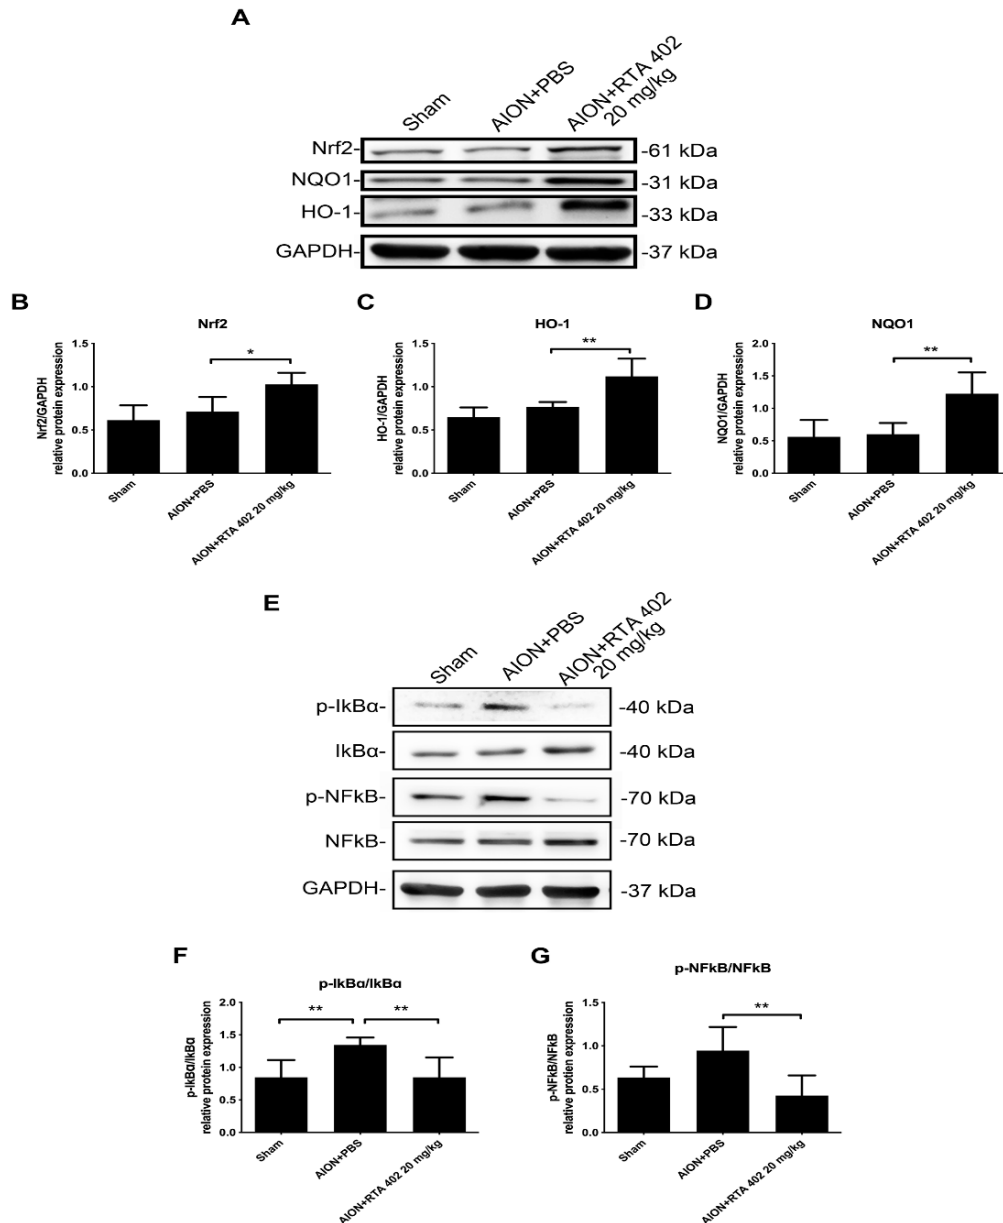 A
Sham
AION+PBS
AION+RTA 402
20 mg/kg
Nrf2-
-61 kDa
NQO1-
-31 kDa
HO-1-
-33 kDa
GAPDH-
-37 kDa
B
Nrf2
Nrf2/GAPDH
relative protein expression
1.5
1.0
0.5
0.0
*
Sham
AION+PBS
AION+RTA 402 20 mg/kg
C
HO-1
HO-1/GAPDH
relative protein expression
1.5
1.0
0.5
0.0
**
Sham
AION+PBS
AION+RTA 402 20 mg/kg
D
NQO1
NQO1/GAPDH
relative protein expression
2.0
1.5
1.0
0.5
0.0
**
Sham
AION+PBS
AION+RTA 402 20 mg/kg
E
Sham
AION+PBS
AION+RTA 402
20 mg/kg
p-IkBα-
-40 kDa
IkBα-
-40 kDa
p-NFkB-
-70 kDa
NFkB-
-70 kDa
GAPDH-
-37 kDa
F
p-IkBα/IkBα
p-IkBα/IkBα
relative protein expression
2.0
1.5
1.0
0.5
0.0
**
**
Sham
AION+PBS
AION+RTA 402 20 mg/kg
G
p-NFkB/NFkB
p-NFkB/NFkB
relative protien expression
1.5
1.0
0.5
0.0
**
Sham
AION+PBS
AION+RTA 402 20 mg/kg